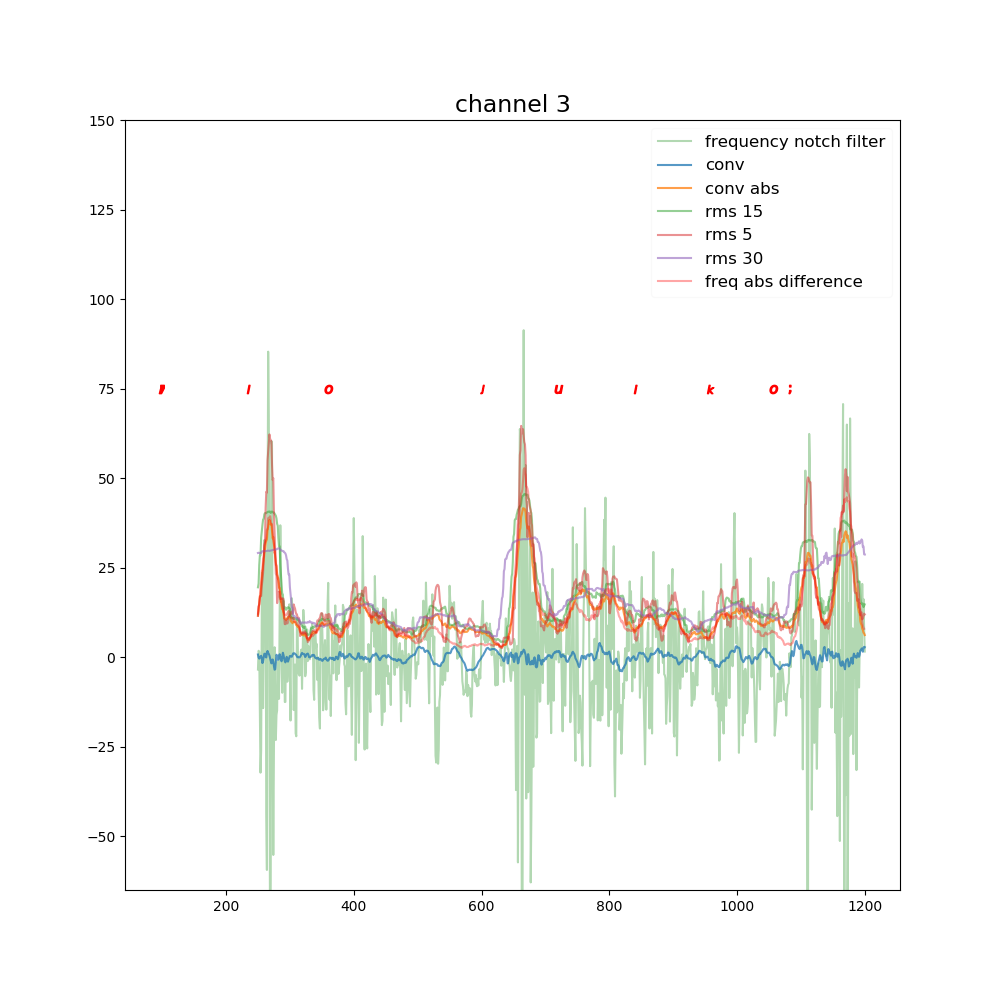 channel 3
150
125
100
75
50
25
0
−25
−50
frequency notch filter
conv
conv abs
rms 15
rms 5
rms 30
freq abs difference
l o J u l k o ;
200 400 600 800 1000 1200